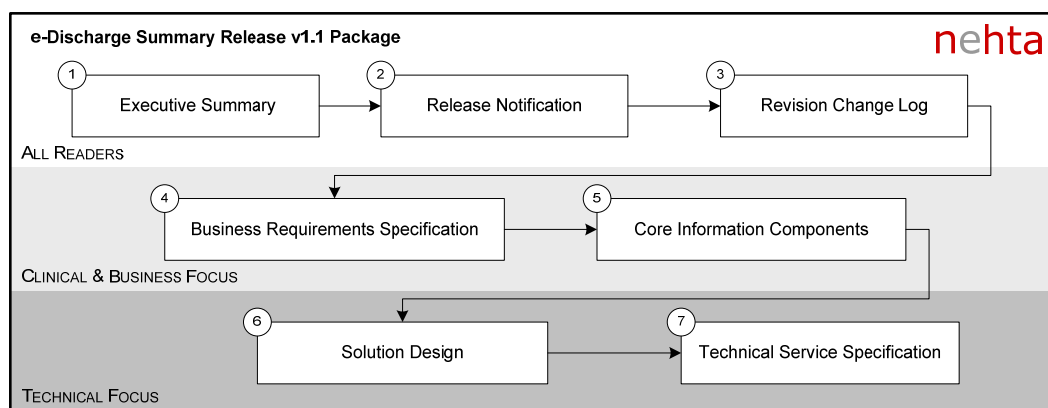 e-Discharge Summary Release v1.1 Package
nehta
1
Executive Summary
2
Release Notification
3
Revision Change Log
ALL READERS
4
Business Requirements Specification
5
Core Information Components
CLINICAL & BUSINESS FOCUS
6
Solution Design
7
Technical Service Specification
TECHNICAL FOCUS